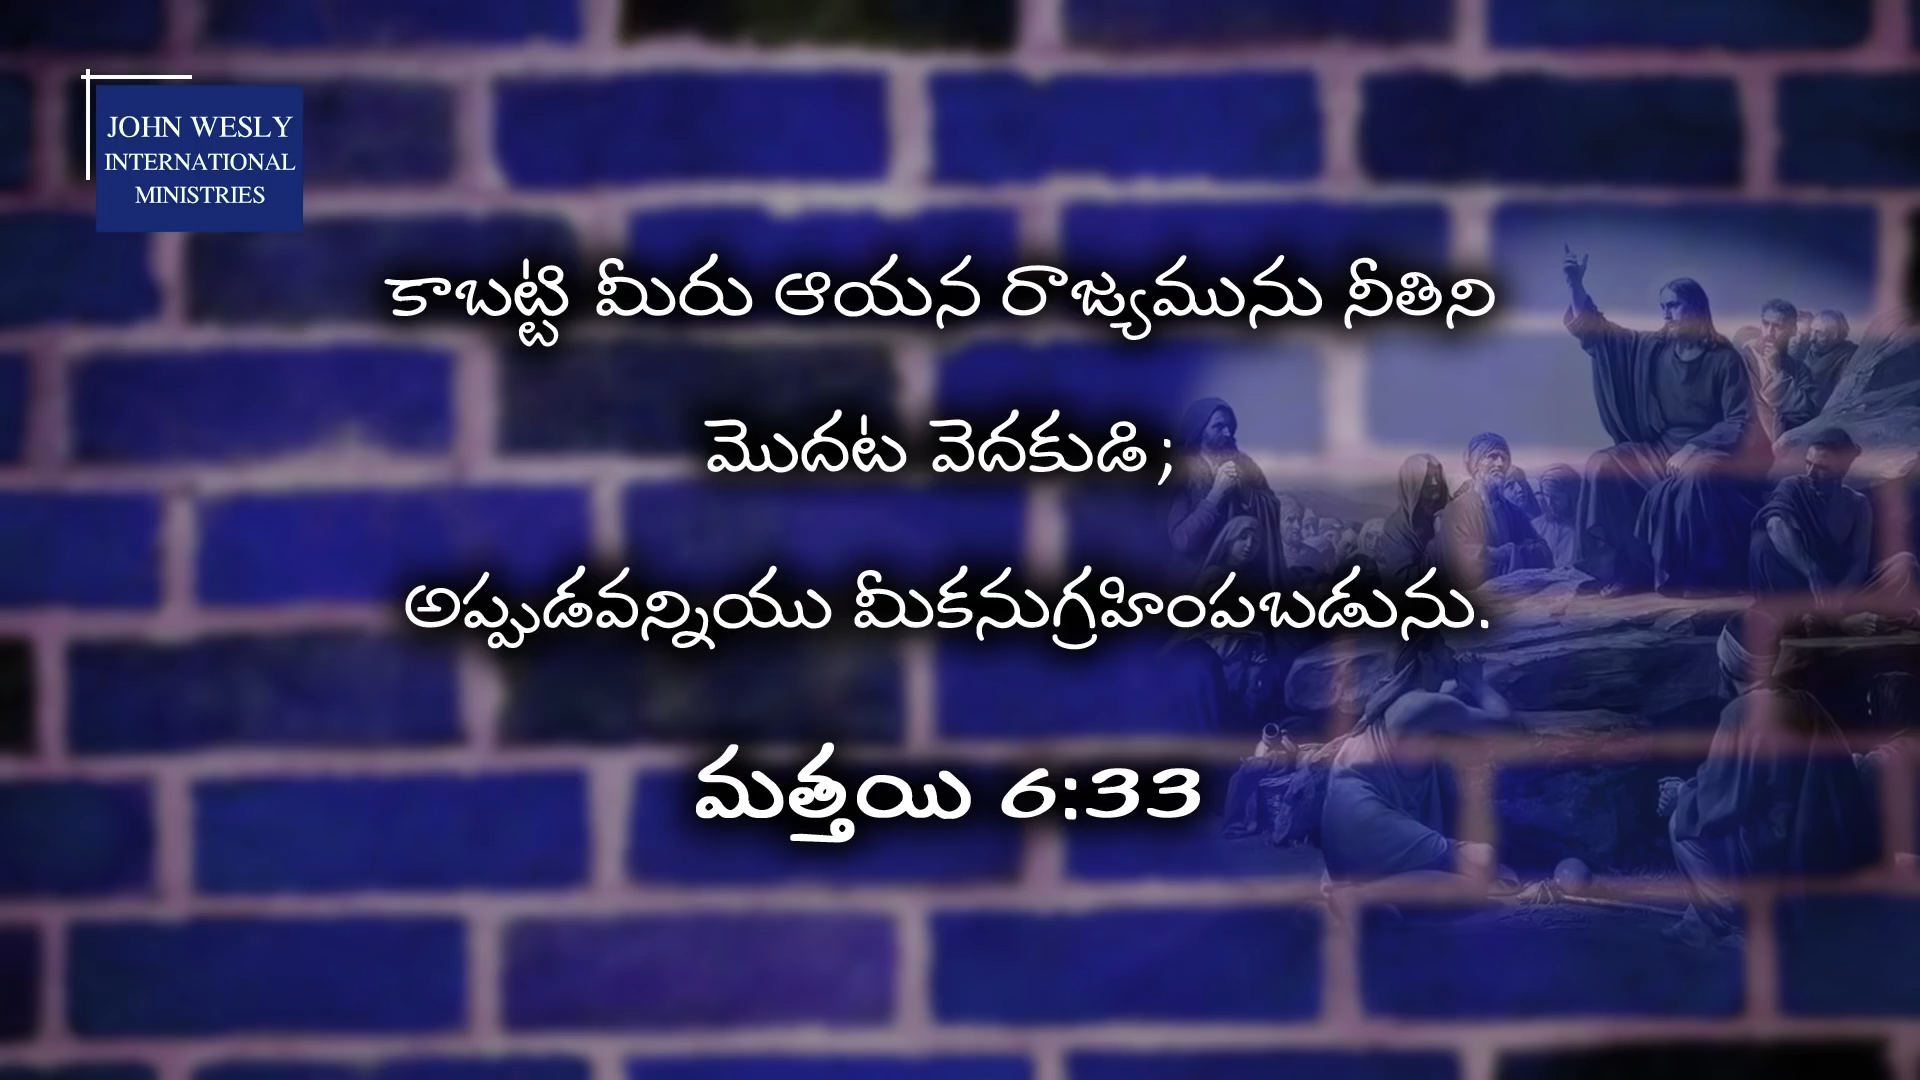 JOHN WESLY
INTERNATIONAL
MINISTRIES
కాబట్టి మీరు ఆయన రాజ్యమును నీతిని
మొదట వెదకుడి;
అప్పుడవన్నియు మీకనుగ్రహింపబడును.
మత్తయి 6:33